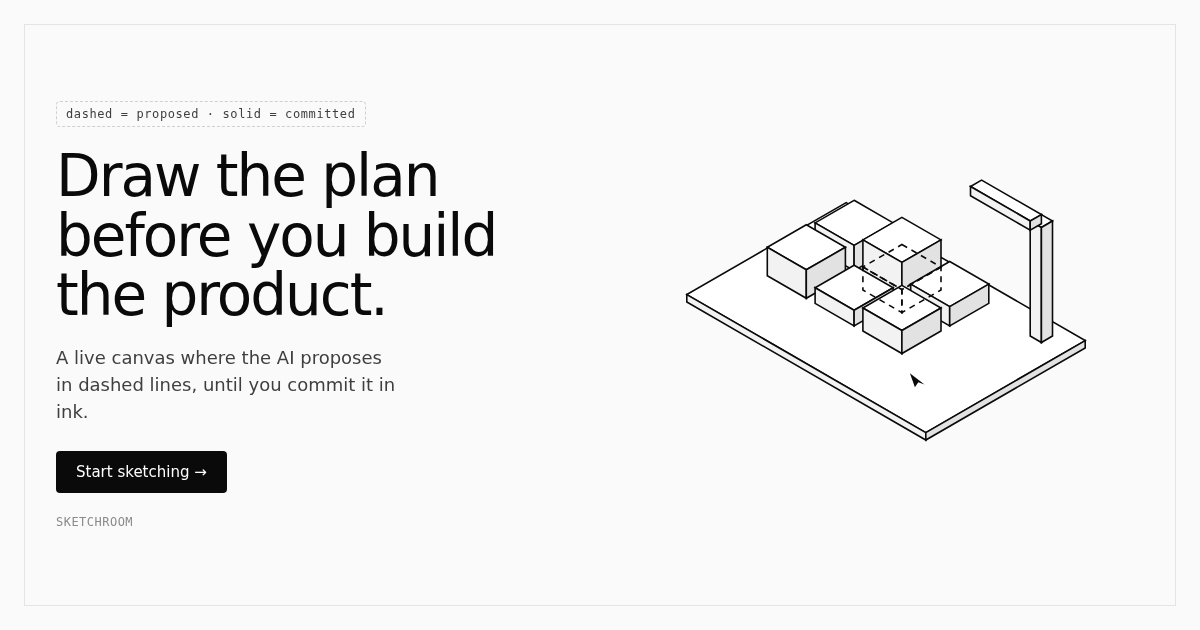 dashed = proposed · solid = committed
Draw the plan
before you build
the product.
A live canvas where the AI proposes
in dashed lines, until you commit it in
ink.
Start sketching →
SKETCHROOM